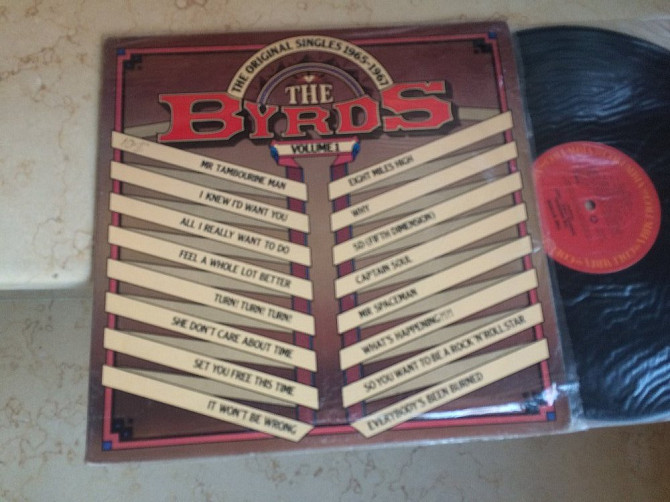 THE ORIGINAL SINGLES 1965-1967
THE
BYRDS
VOLUME 1
MR TAMBOURINE MAN
I KNEW I'D WANT YOU
ALL I REALLY WANT TO DO
FEEL A WHOLE LOT BETTER
TURN! TURN! TURN!
SHE DON'T CARE ABOUT TIME
SET YOU FREE THIS TIME
IT WON'T BE WRONG
EIGHT MILES HIGH
WHY
5D (FIFTH DIMENSION)
CAPTAIN SOUL
MR SPACEMAN
WHAT'S HAPPENING?!?!
SO YOU WANT TO BE A ROCK 'N' ROLL STAR
EVERYBODY'S BEEN BURNED